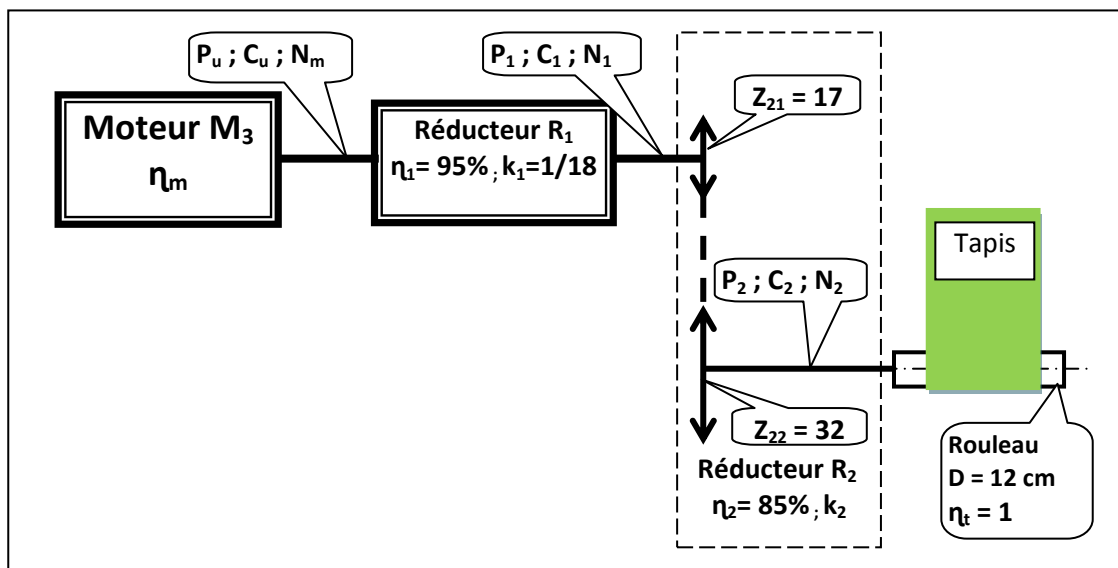 Pu ; Cu ; Nm
P1 ; C1 ; N1
Z21 = 17
Moteur M3
ηm
Réducteur R1
η1= 95% ; k1=1/18
Tapis
P2 ; C2 ; N2
Z22 = 32
Réducteur R2
η2= 85% ; k2
Rouleau
D = 12 cm
ηt = 1